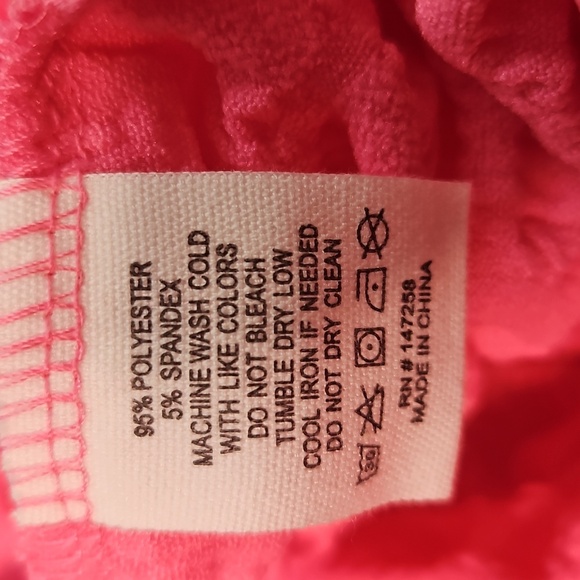 95% POLYESTER
5% SPANDEX
MACHINE WASH COLD
WITH LIKE COLORS
DO NOT BLEACH
TUMBLE DRY LOW
COOL IRON IF NEEDED
DO NOT DRY CLEAN
30
RN # 147258
MADE IN CHINA